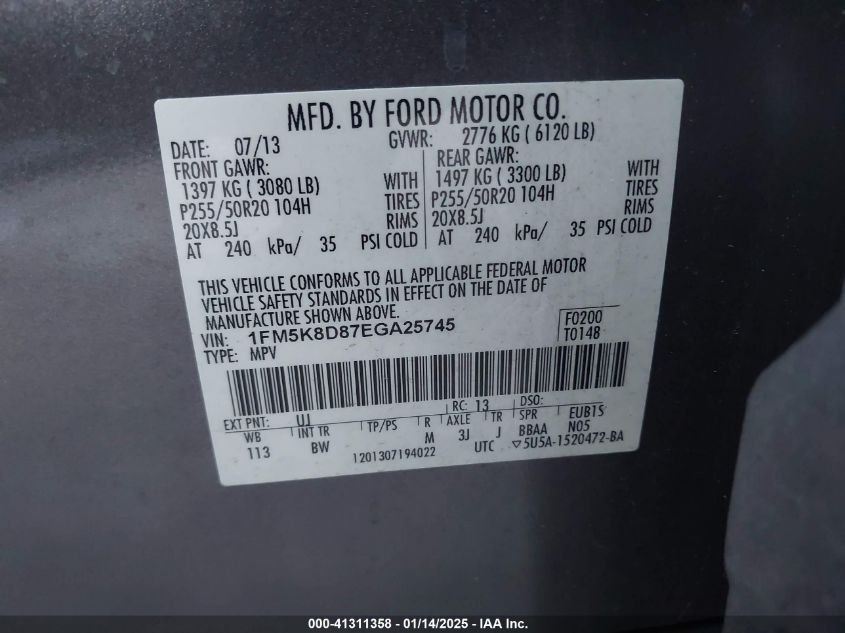 MFD. BY FORD MOTOR CO.
DATE: 07/13 GVWR: 2776 KG ( 6120 LB)
FRONT GAWR: REAR GAWR:
1397 KG ( 3080 LB) WITH 1497 KG ( 3300 LB) WITH
P255/50R20 104H TIRES P255/50R20 104H TIRES
20X8.5J RIMS 20X8.5J RIMS
AT 240 kPa/ 35 PSI COLD AT 240 kPa/ 35 PSI COLD
THIS VEHICLE CONFORMS TO ALL APPLICABLE FEDERAL MOTOR
VEHICLE SAFETY STANDARDS IN EFFECT ON THE DATE OF
MANUFACTURE SHOWN ABOVE.
VIN: 1FM5K8D87EGA25745 F0200
TYPE: MPV T0148
EXT PNT: UJ RC: 13 DSO:
WB INT TR TP/PS R AXLE TR SPR EUB1S
113 BW M 3J J BBAA N05
1201307194022 UTC ▽5U5A-1520472-BA
000-41311358 - 01/14/2025 - IAA Inc.